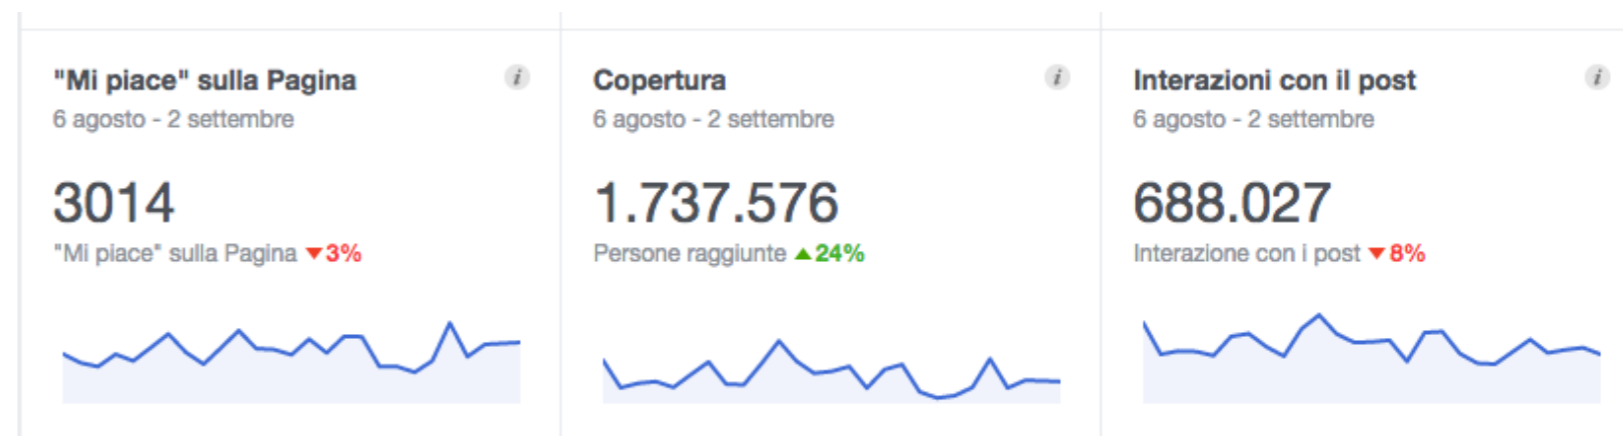 "Mi piace" sulla Pagina
6 agosto - 2 settembre
3014
"Mi piace" sulla Pagina ▼3%
Copertura
6 agosto - 2 settembre
1.737.576
Persone raggiunte ▲24%
Interazioni con il post
6 agosto - 2 settembre
688.027
Interazione con i post ▼8%